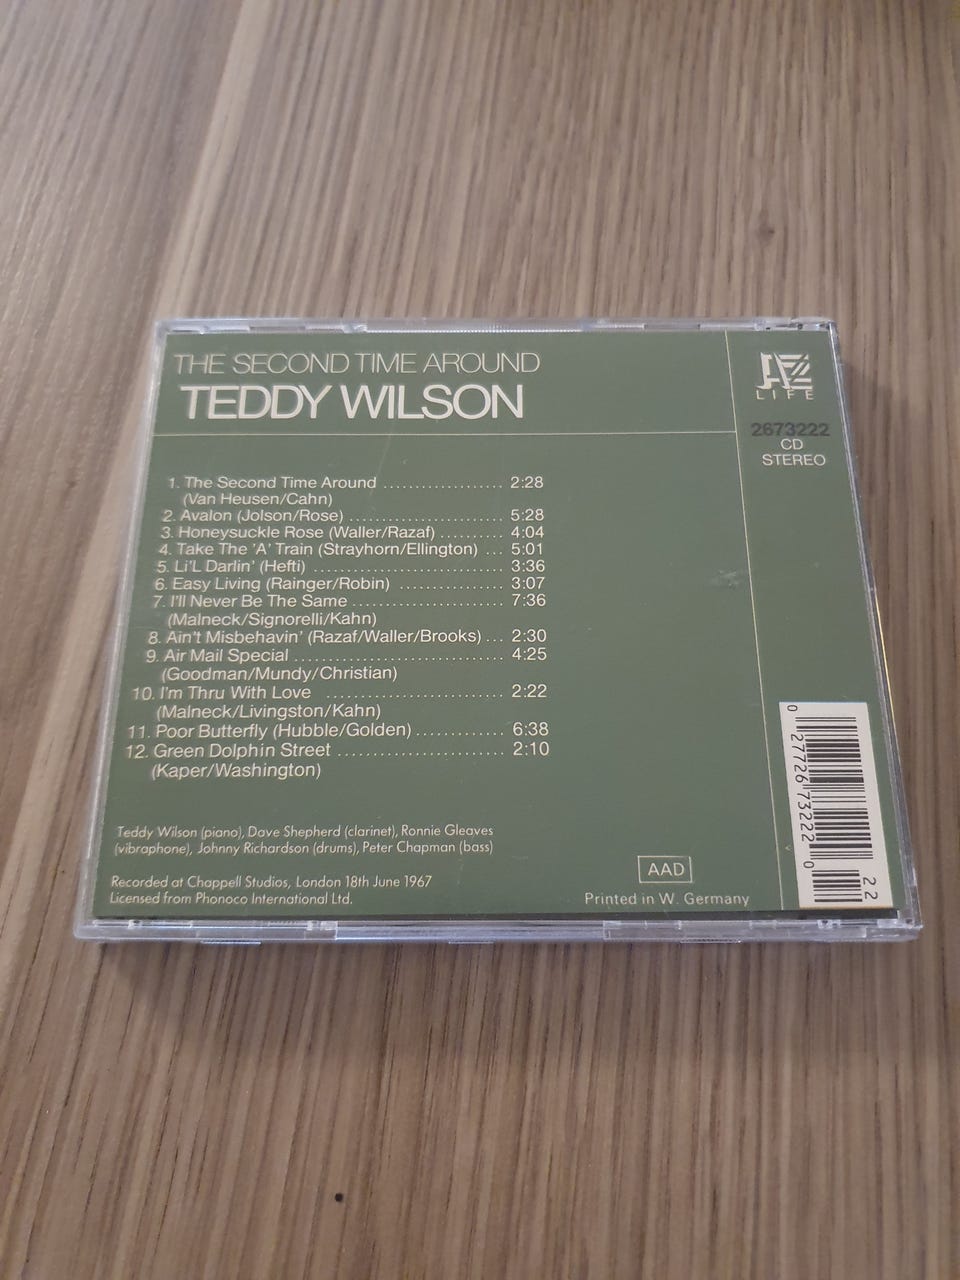 THE SECOND TIME AROUND
TEDDY WILSON
1. The Second Time Around ................... 2:28
(Van Heusen/Cahn)
2. Avalon (Jolson/Rose) ........................ 5:28
3. Honeysuckle Rose (Waller/Razaf) .......... 4:04
4. Take The 'A' Train (Strayhorn/Ellington) ... 5:01
5. Li'L Darlin' (Hefti) .............................. 3:36
6. Easy Living (Rainger/Robin) ................ 3:07
7. I'll Never Be The Same ........................ 7:36
(Malneck/Signorelli/Kahn)
8. Ain't Misbehavin' (Razaf/Waller/Brooks) ... 2:30
9. Air Mail Special ................................. 4:25
(Goodman/Mundy/Christian)
10. I'm Thru With Love ............................ 2:22
(Malneck/Livingston/Kahn)
11. Poor Butterfly (Hubble/Golden) .............. 6:38
12. Green Dolphin Street .......................... 2:10
(Kaper/Washington)
Teddy Wilson (piano), Dave Shepherd (clarinet), Ronnie Gleaves
(vibraphone), Johnny Richardson (drums), Peter Chapman (bass)
Recorded at Chappell Studios, London 18th June 1967
Licensed from Phonoco International Ltd.
AAD
Printed in W. Germany
LIFE
2673222
CD
STEREO
0 27726 73222 0
22